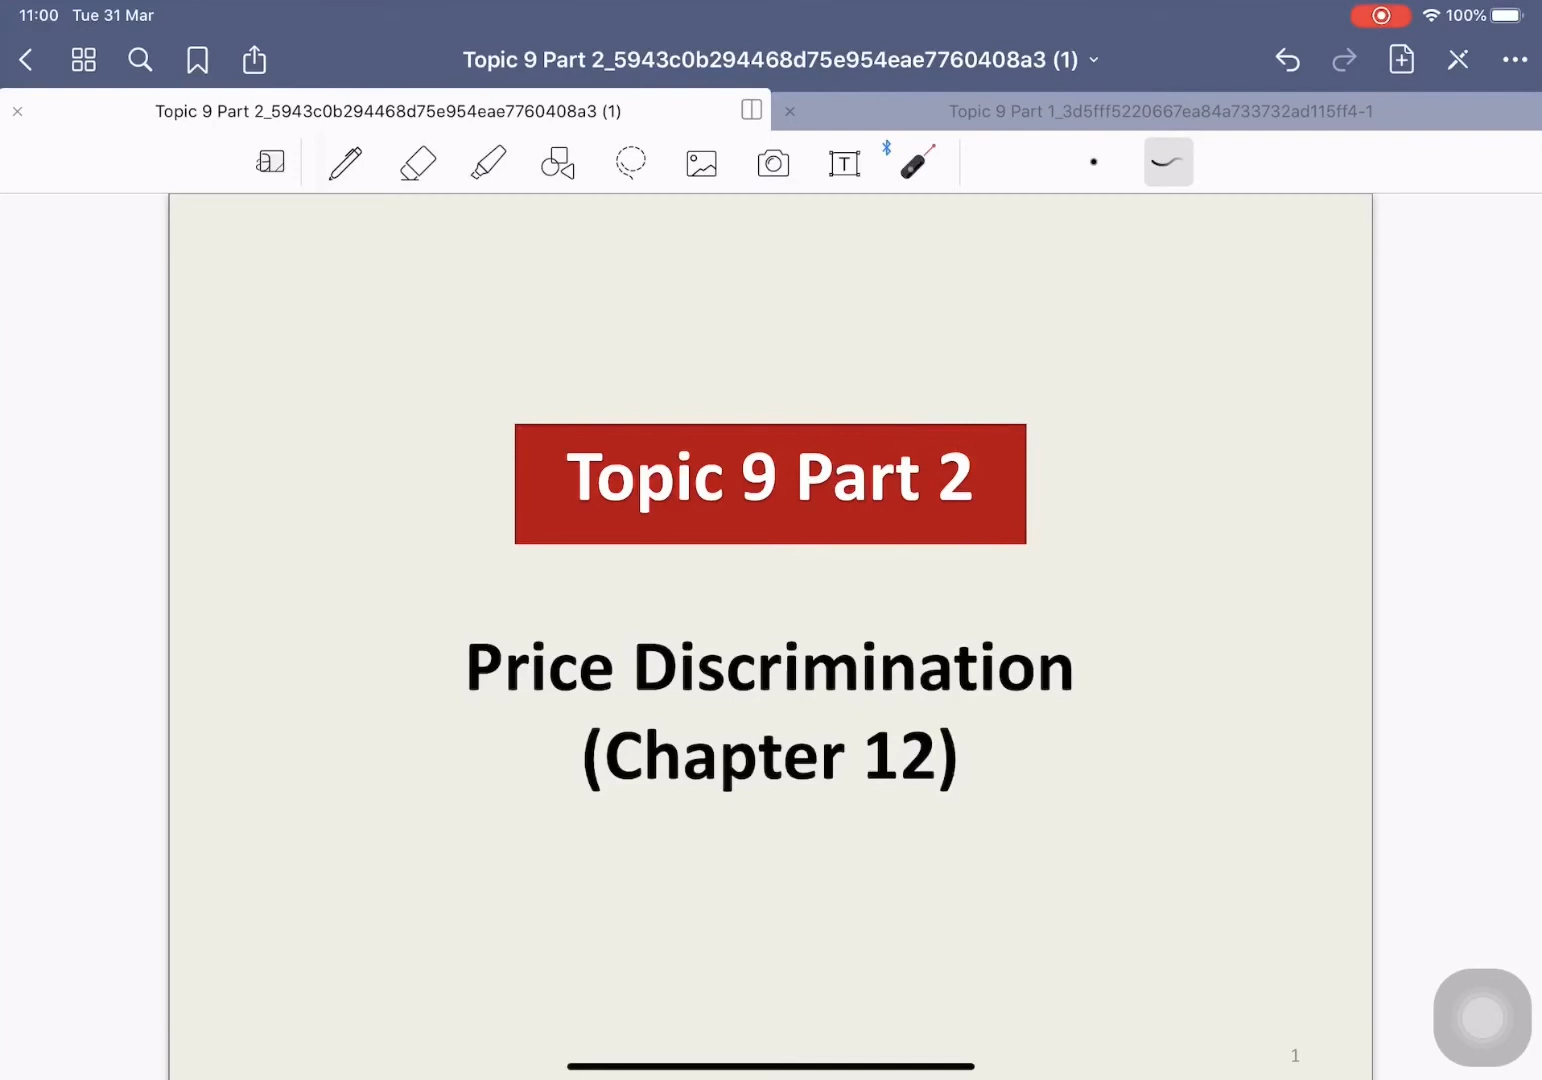 11:00 Tue 31 Mar
100%
Topic 9 Part 2_5943c0b294468d75e954eae7760408a3 (1)
Topic 9 Part 2_5943c0b294468d75e954eae7760408a3 (1)
Topic 9 Part 1_3d5fff5220667ea84a733732ad115ff4-1
a
T
Topic 9 Part 2
Price Discrimination
(Chapter 12)
1